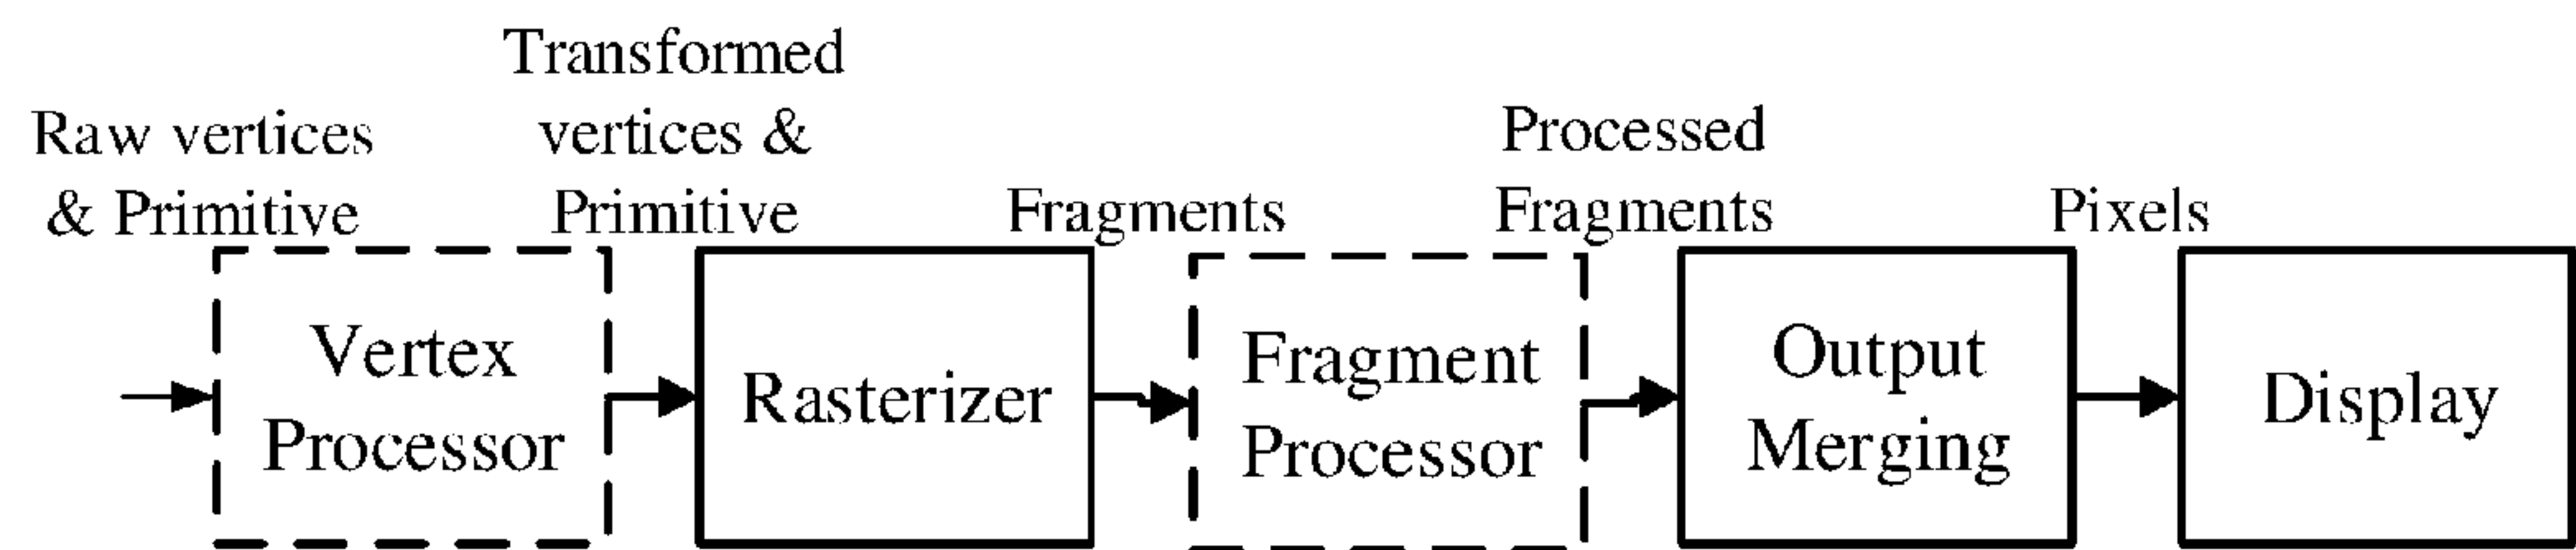 Raw vertices
& Primitive
Transformed
vertices &
Primitive
Fragments
Processed
Fragments
Pixels
Vertex
Processor
Rasterizer
Fragment
Processor
Output
Merging
Display